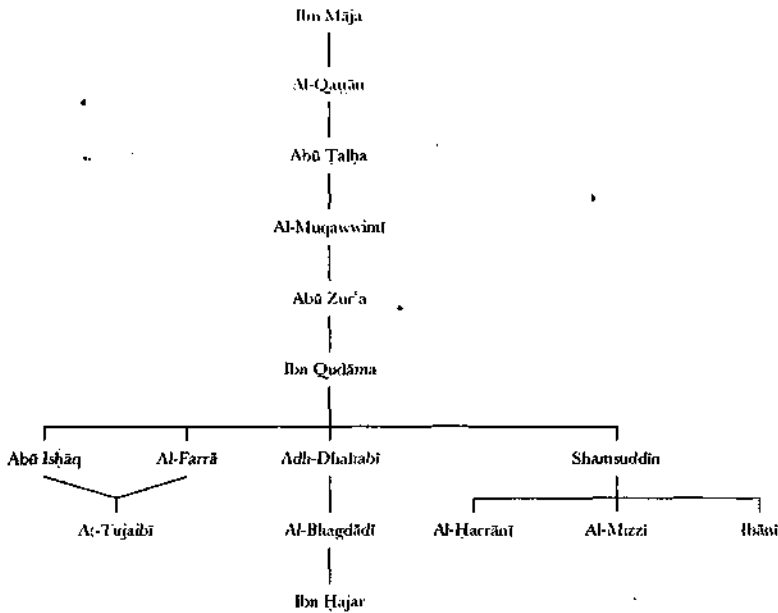 Ibn Māja
Al-Qaṭṭān
Abū Ṭalḥa
Al-Muqawwimī
Abū Zur'a
Ibn Qudāma
Abū Isḥāq Al-Farrā Adh-Dhahabī Shamsuddīn
At-Tujaibī Al-Bhagdādī Al-Ḥarrānī Al-Mizzi
Ibn Ḥajar